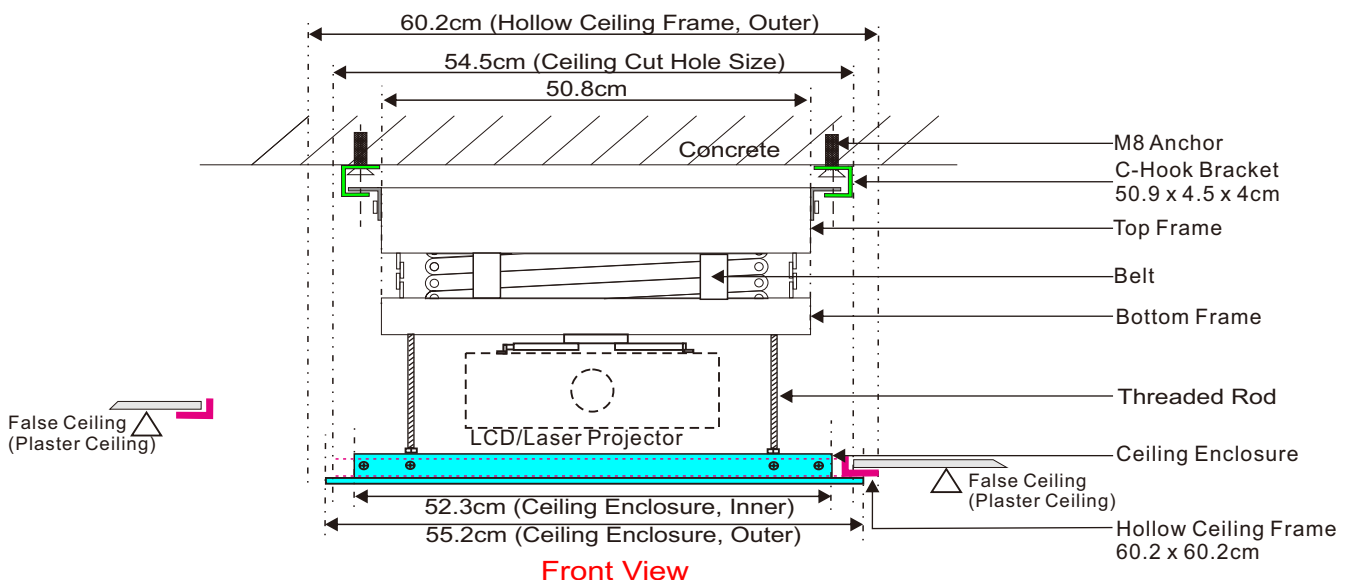 60.2cm (Hollow Ceiling Frame, Outer)
54.5cm (Ceiling Cut Hole Size)
50.8cm
Concrete
M8 Anchor
C-Hook Bracket
50.9 x 4.5 x 4cm
Top Frame
Belt
Bottom Frame
Threaded Rod
False Ceiling
(Plaster Ceiling)
LCD/Laser Projector
Ceiling Enclosure
False Ceiling
(Plaster Ceiling)
52.3cm (Ceiling Enclosure, Inner)
55.2cm (Ceiling Enclosure, Outer)
Hollow Ceiling Frame
60.2 x 60.2cm
Front View